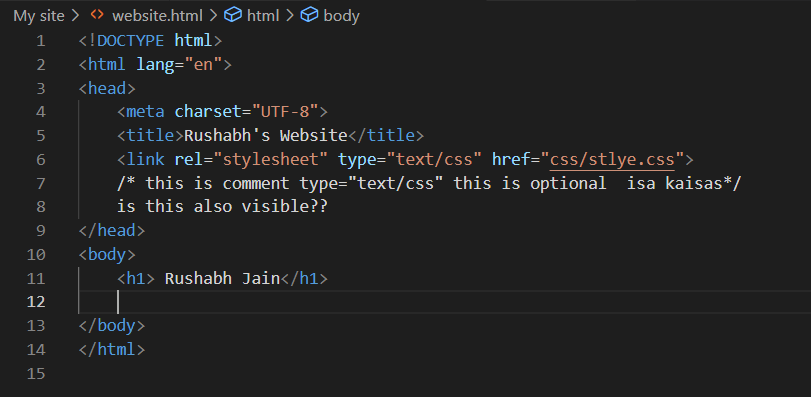 My site > website.html > html > body
1 <!DOCTYPE html>
2 <html lang="en">
3 <head>
4     <meta charset="UTF-8">
5     <title>Rushabh's Website</title>
6     <link rel="stylesheet" type="text/css" href="css/stlye.css">
7     /* this is comment type="text/css" this is optional  isa kaisas*/
8     is this also visible??
9 </head>
10 <body>
11     <h1> Rushabh Jain</h1>
12
13 </body>
14 </html>
15